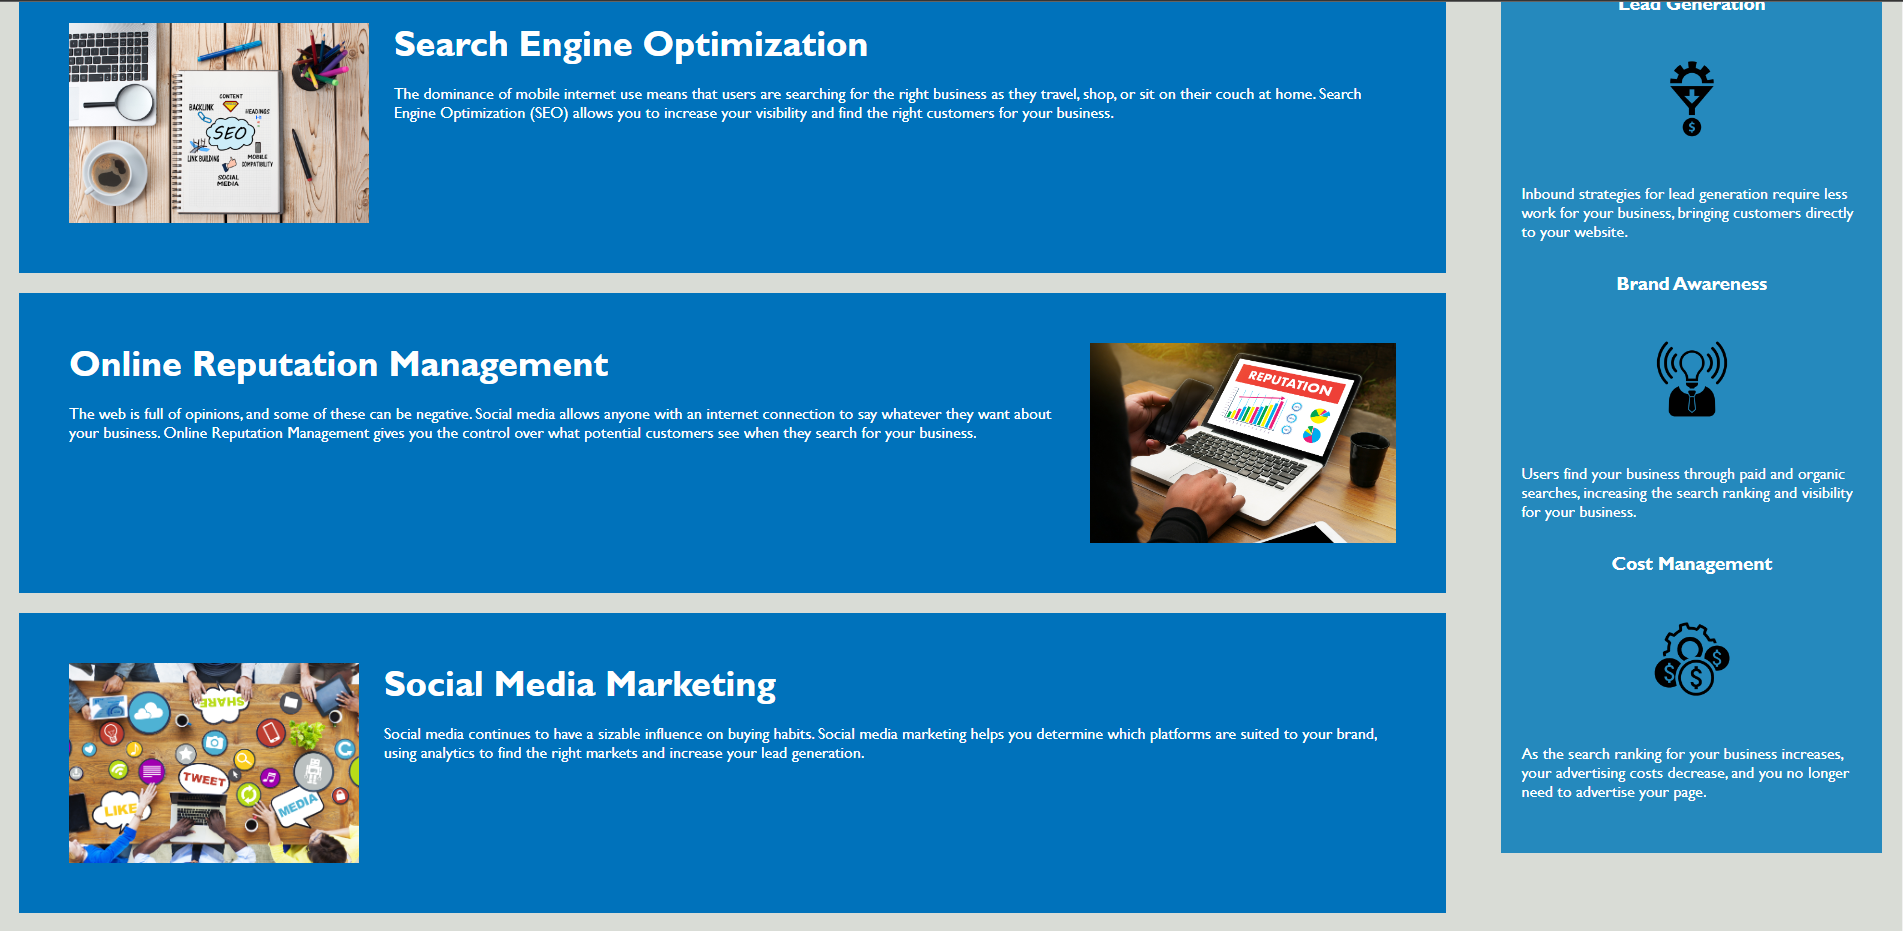 Search Engine Optimization
The dominance of mobile internet use means that users are searching for the right business as they travel, shop, or sit on their couch at home. Search
Engine Optimization (SEO) allows you to increase your visibility and find the right customers for your business.
CONTENT
BACKLINK
HEADINGS
SEO
LINK BUILDING
MOBILE
COMPATIBILITY
SOCIAL
MEDIA
Online Reputation Management
The web is full of opinions, and some of these can be negative. Social media allows anyone with an internet connection to say whatever they want about
your business. Online Reputation Management gives you the control over what potential customers see when they search for your business.
REPUTATION
Social Media Marketing
Social media continues to have a sizable influence on buying habits. Social media marketing helps you determine which platforms are suited to your brand,
using analytics to find the right markets and increase your lead generation.
SHARE
TWEET
LIKE
MEDIA
Lead Generation
$
Inbound strategies for lead generation require less
work for your business, bringing customers directly
to your website.
Brand Awareness
Users find your business through paid and organic
searches, increasing the search ranking and visibility
for your business.
Cost Management
$ $ $
As the search ranking for your business increases,
your advertising costs decrease, and you no longer
need to advertise your page.